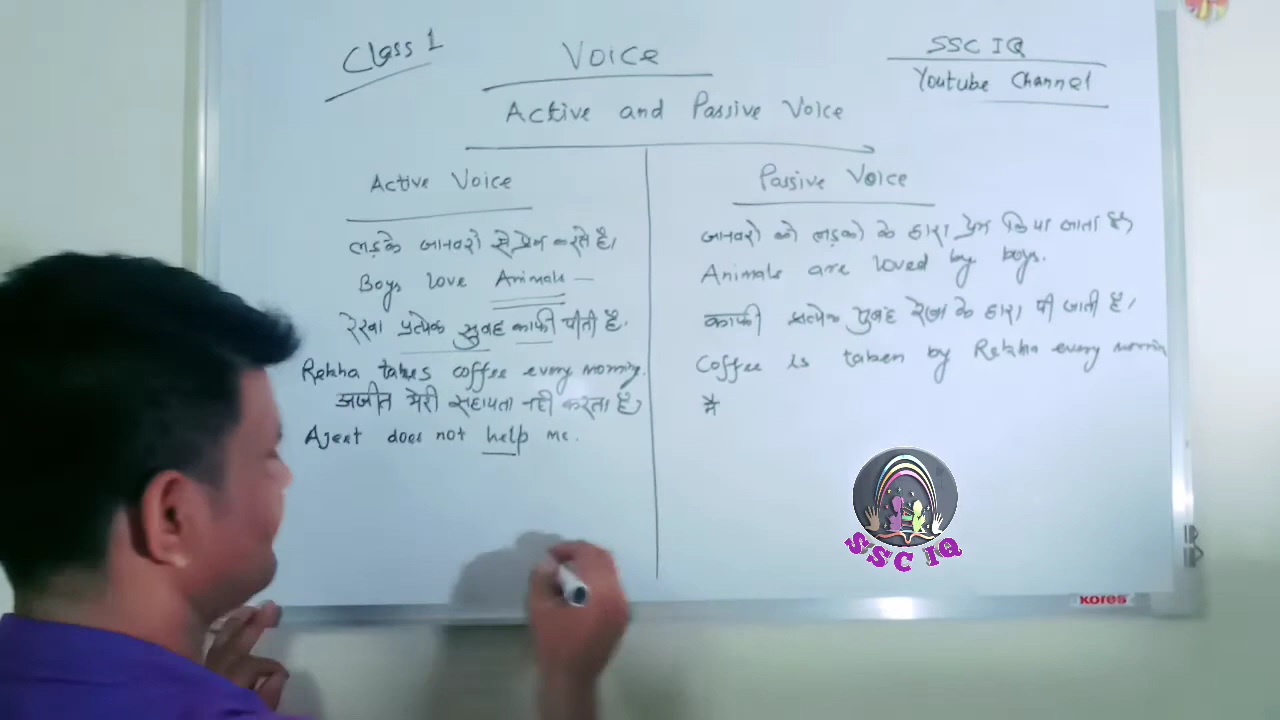 Class 1
Voice
SSC IQ
Youtube Channel
Active and Passive Voice
Active Voice
लड़के जानवरो से प्रेम करते है।
Boys love Animals
रेखा प्रत्येक सुबह काफी पीती है।
Rekha takes coffee every morning.
अजीत मेरी सहायता नही करता है।
Ajeet does not help me.
Passive Voice
जानवरो को लड़को के द्वारा प्रेम किया जाता है।
Animals are loved by boys.
काफी प्रत्येक सुबह रेखा के द्वारा पी जाती है।
Coffee is taken by Rekha every morning
मै
SSC IQ
KORES